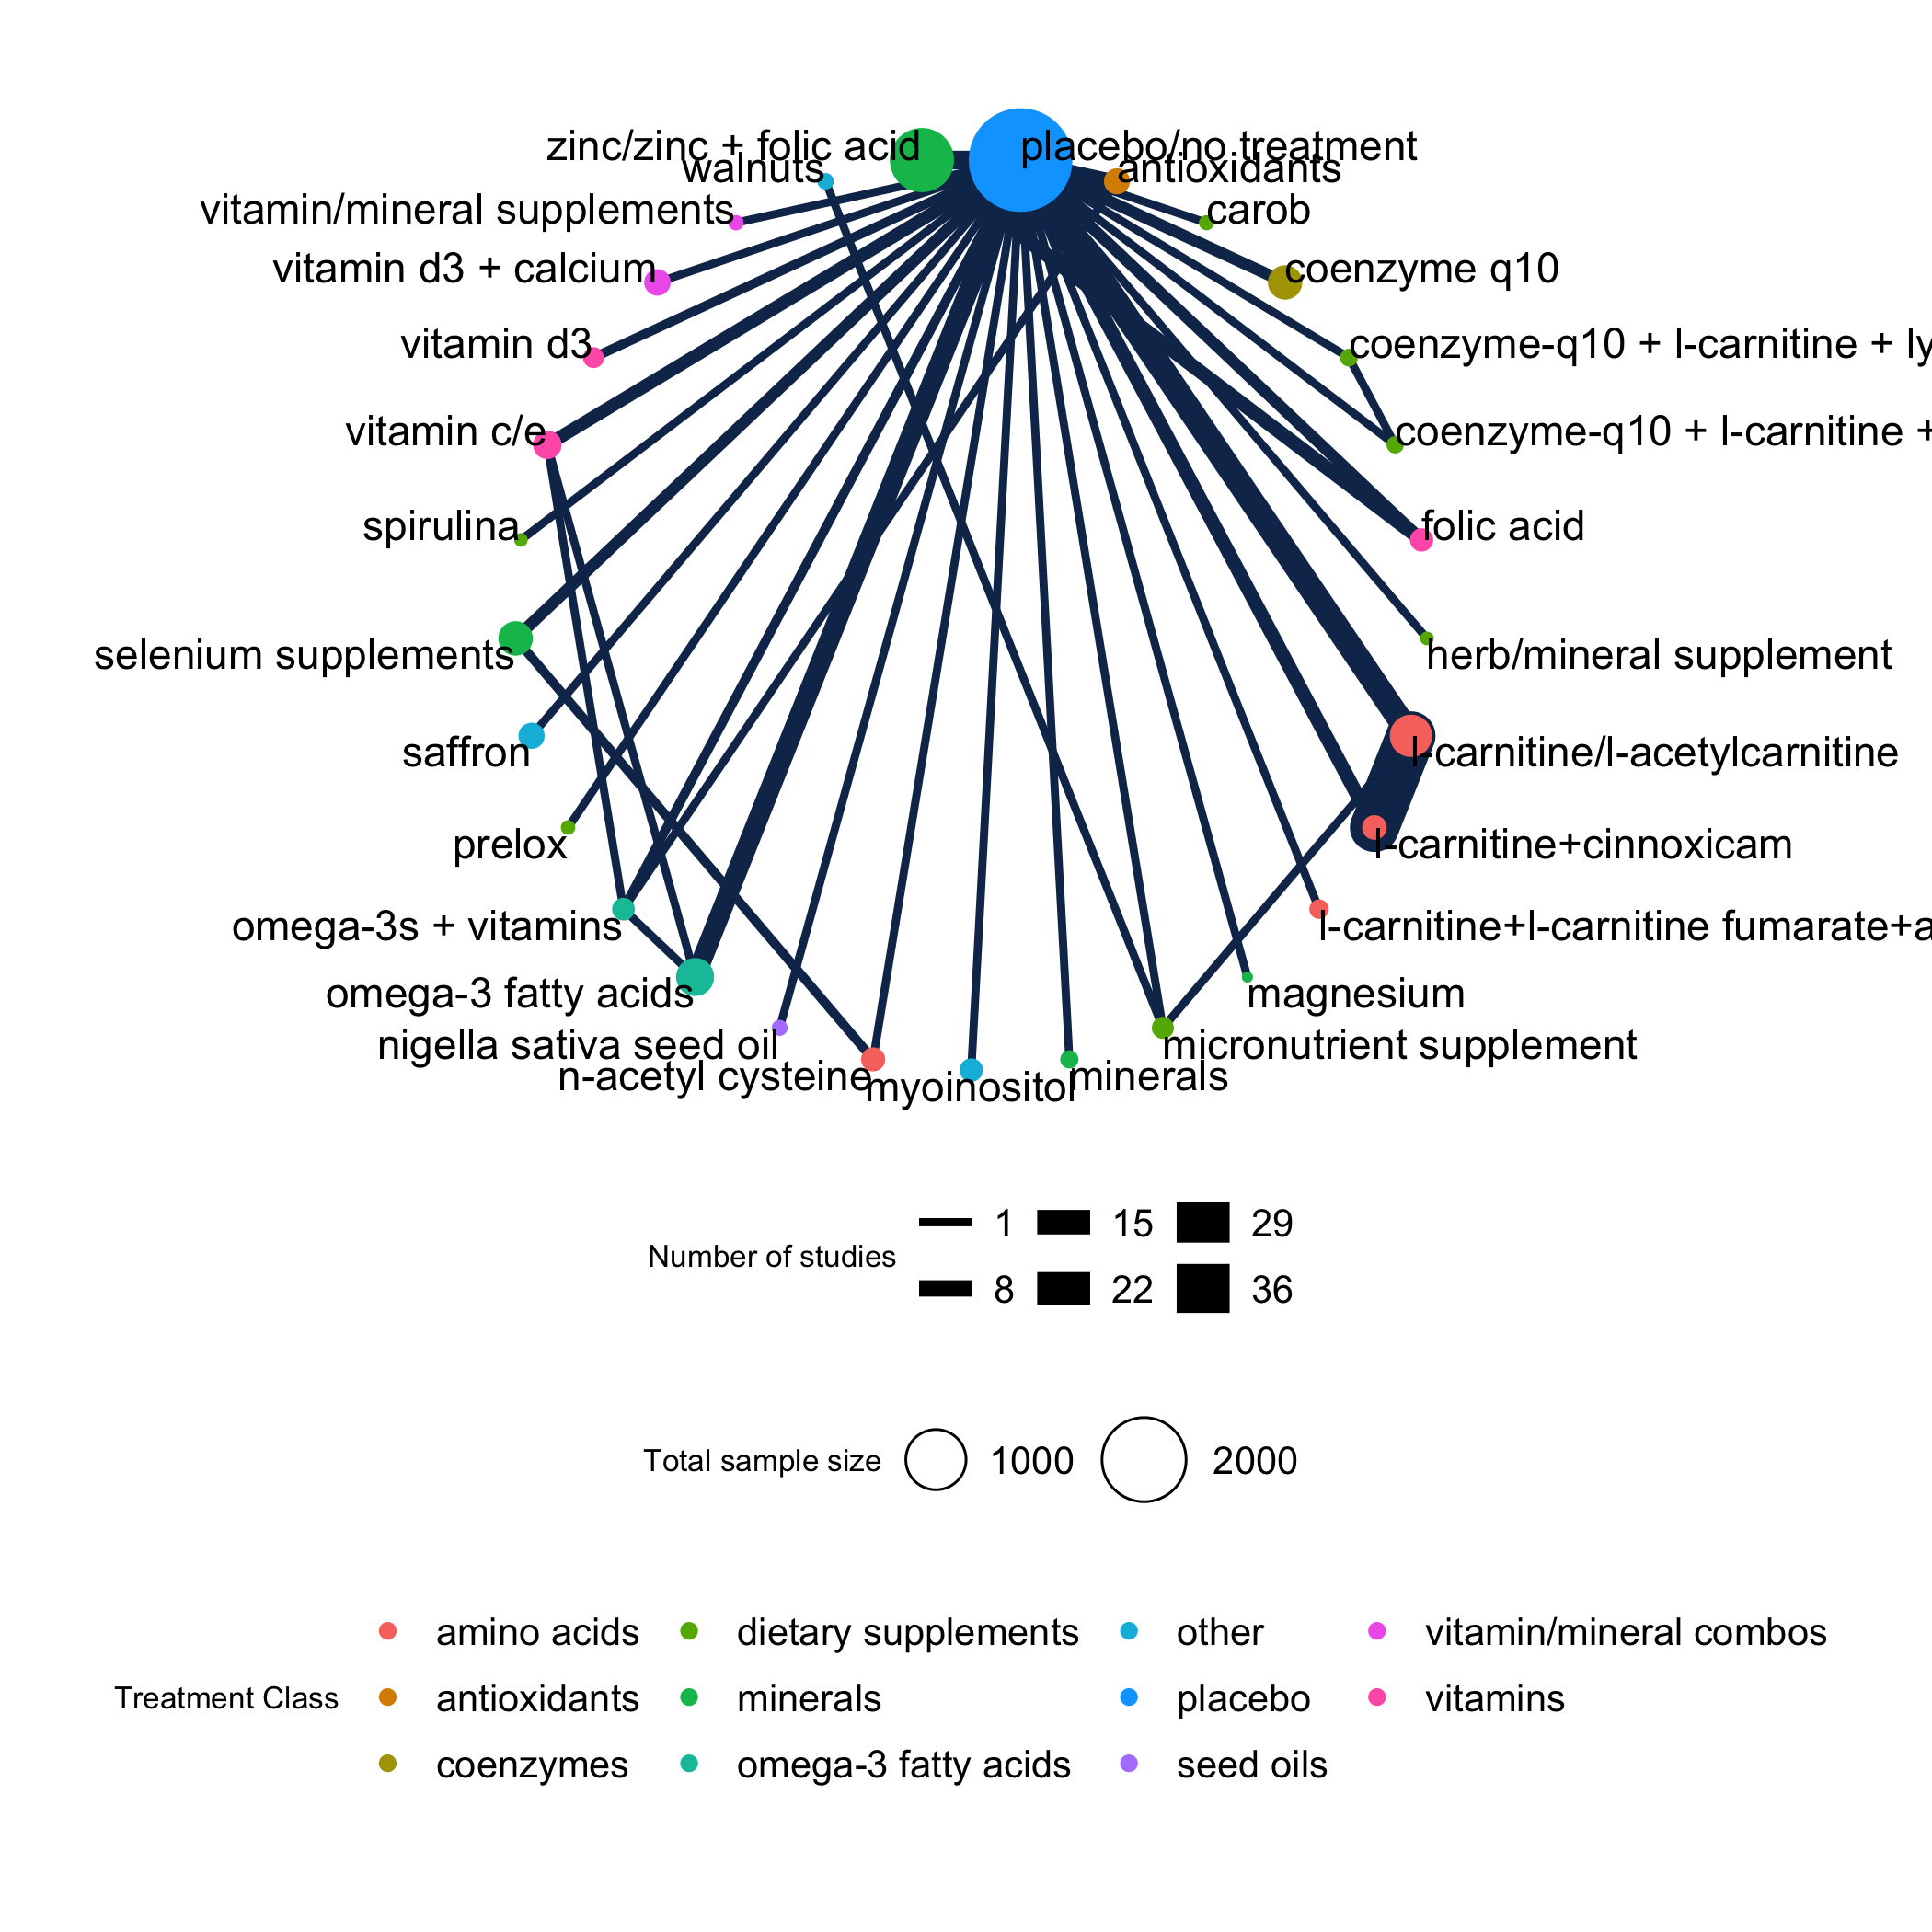 zinc/zinc + folic acid
placebo/no treatment
walnuts
antioxidants
vitamin/mineral supplements
carob
vitamin d3 + calcium
coenzyme q10
vitamin d3
coenzyme-q10 + l-carnitine + ly
vitamin c/e
coenzyme-q10 + l-carnitine +
spirulina
folic acid
selenium supplements
herb/mineral supplement
saffron
l-carnitine/l-acetylcarnitine
prelox
l-carnitine+cinnoxicam
omega-3s + vitamins
l-carnitine+l-carnitine fumarate+a
omega-3 fatty acids
magnesium
nigella sativa seed oil
micronutrient supplement
n-acetyl cysteine
myoinositol
minerals
Number of studies
1
15
29
8
22
36
Total sample size
1000
2000
Treatment Class
amino acids
dietary supplements
other
vitamin/mineral combos
antioxidants
minerals
placebo
vitamins
coenzymes
omega-3 fatty acids
seed oils